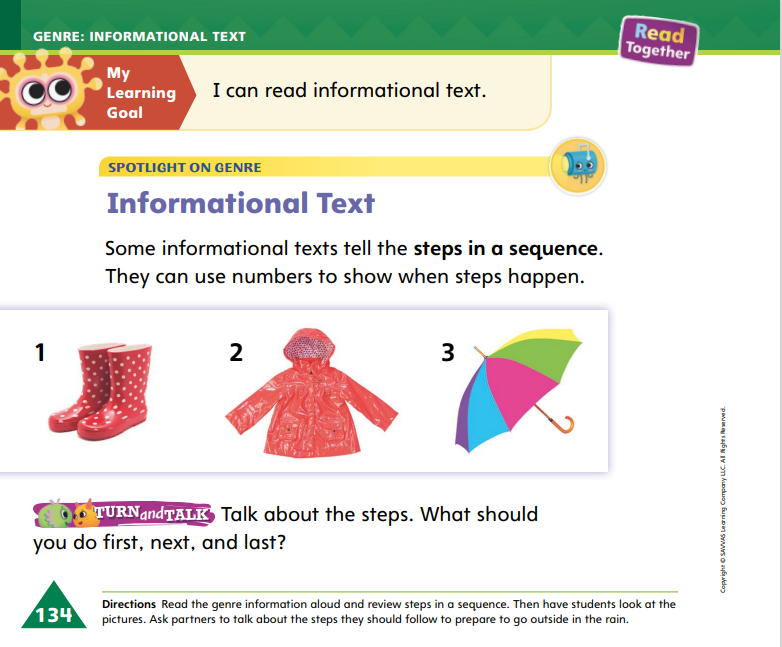 GENRE: INFORMATIONAL TEXT
Read
Together
My
Learning
Goal
I can read informational text.
SPOTLIGHT ON GENRE
Informational Text
Some informational texts tell the steps in a sequence.
They can use numbers to show when steps happen.
1 2 3
TURN and TALK Talk about the steps. What should
you do first, next, and last?
134
Directions Read the genre information aloud and review steps in a sequence. Then have students look at the
pictures. Ask partners to talk about the steps they should follow to prepare to go outside in the rain.
Copyright © SAVVAS Learning Company LLC. All Rights Reserved.